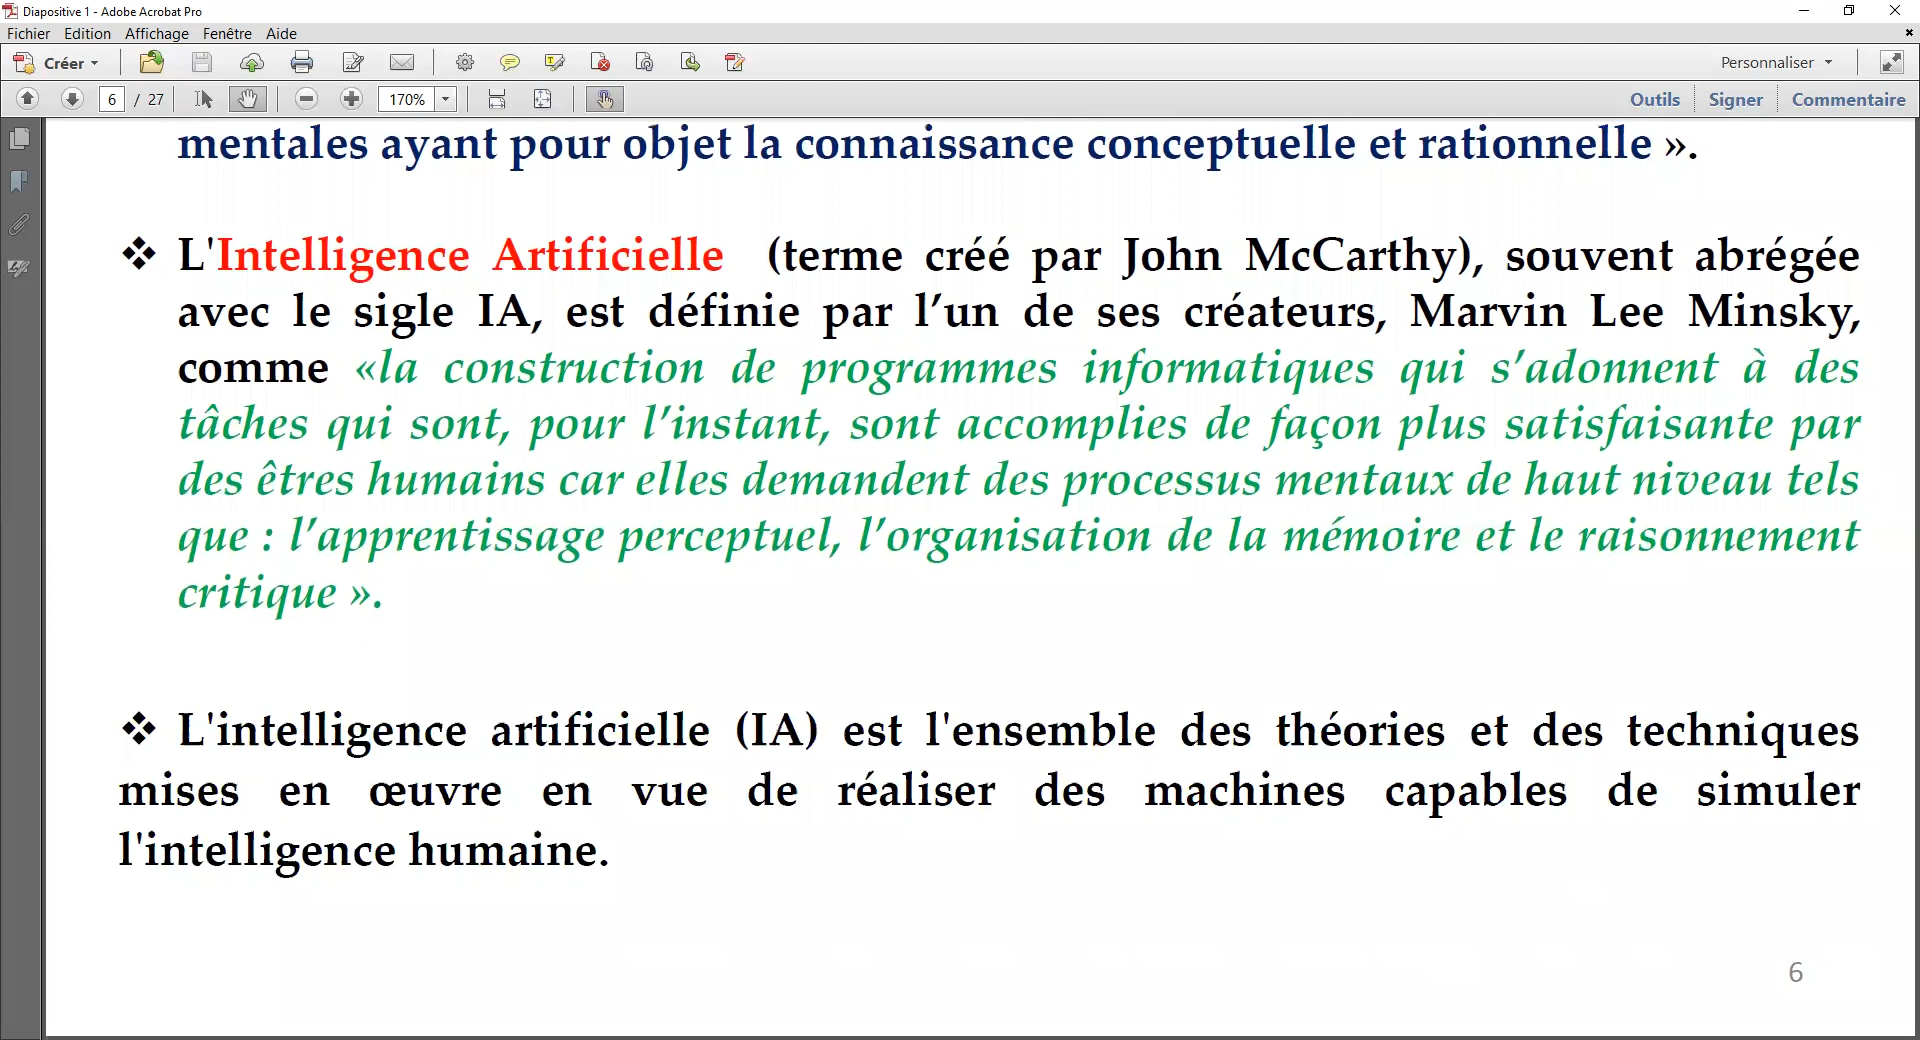 Diapositive 1 - Adobe Acrobat Pro
Fichier Edition Affichage Fenêtre Aide
Créer Personnaliser
6 / 27 170% Outils Signer Commentaire
mentales ayant pour objet la connaissance conceptuelle et rationnelle ».
❖ L'Intelligence Artificielle (terme créé par John McCarthy), souvent abrégée
avec le sigle IA, est définie par l’un de ses créateurs, Marvin Lee Minsky,
comme «la construction de programmes informatiques qui s’adonnent à des
tâches qui sont, pour l’instant, sont accomplies de façon plus satisfaisante par
des êtres humains car elles demandent des processus mentaux de haut niveau tels
que : l’apprentissage perceptuel, l’organisation de la mémoire et le raisonnement
critique ».
❖ L'intelligence artificielle (IA) est l'ensemble des théories et des techniques
mises en œuvre en vue de réaliser des machines capables de simuler
l'intelligence humaine.
6